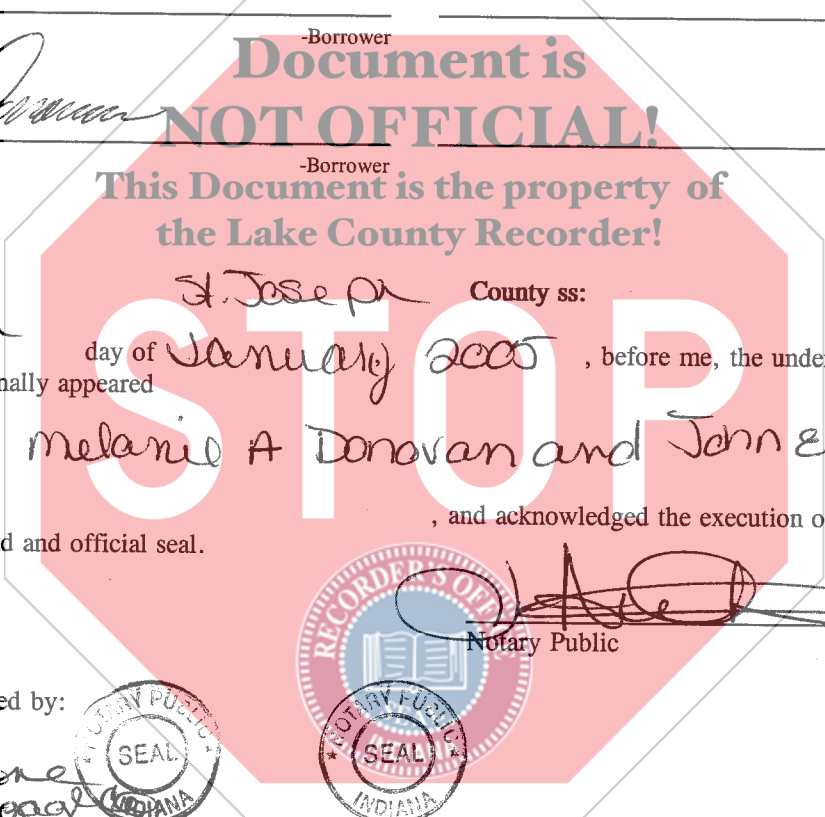 -Borrower
Document is
NOT OFFICIAL!
-Borrower
This Document is the property of
the Lake County Recorder!
St. Joseph County ss:
STOP
day of January 2005 , before me, the unde
nally appeared
Melanie A Donovan and John E
, and acknowledged the execution o
d and official seal.
RECORDER'S OFFICE
Notary Public
ed by:
NOTARY PUBLIC
SEAL
INDIANA
NOTARY PUBLIC
SEAL
INDIANA